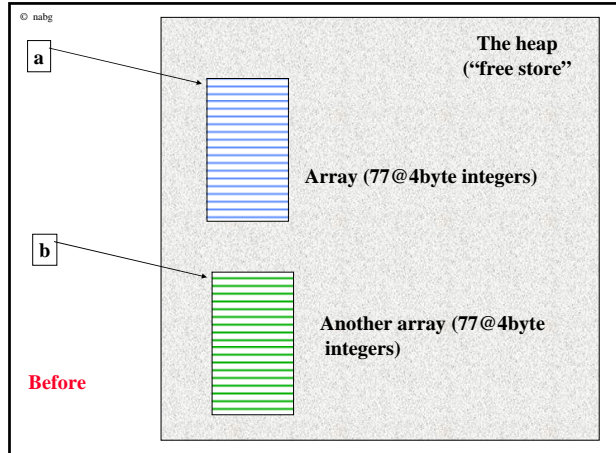 © nabg
a
The heap
(“free store”
Array (77@4byte integers)
b
Another array (77@4byte
integers)
Before